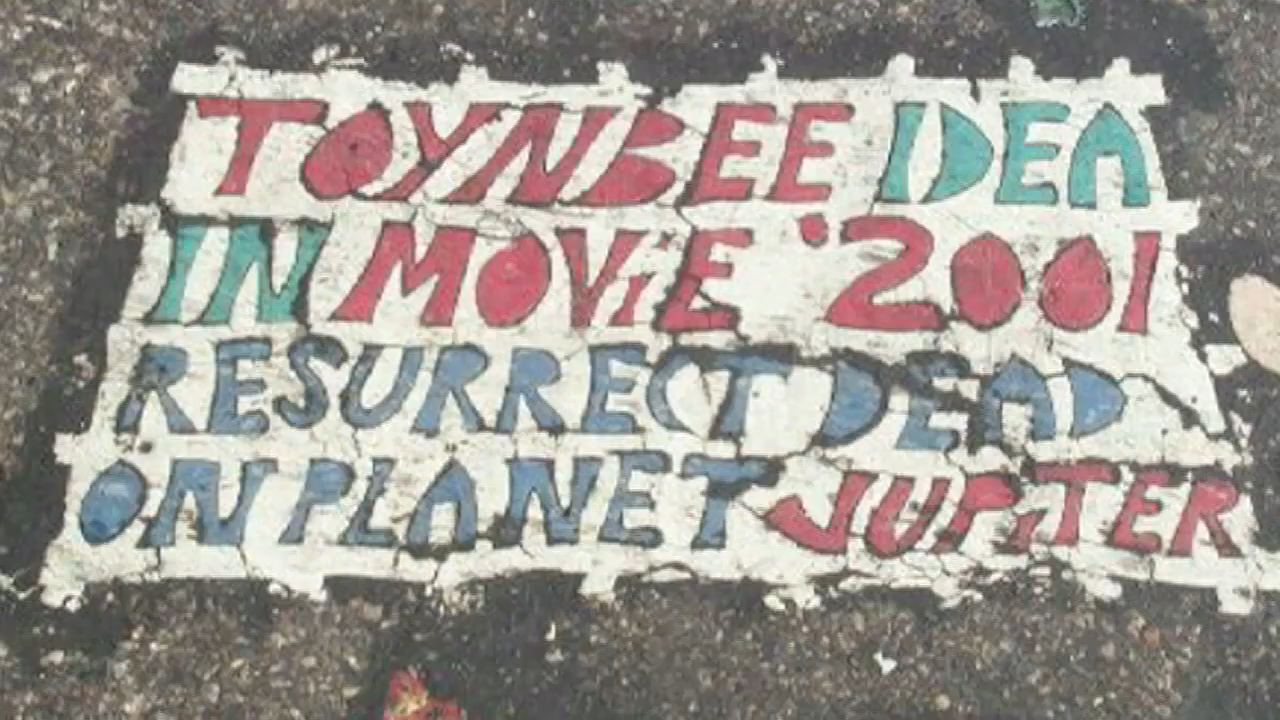 TOYNBEE IDEA
IN MOViE '2001
RESURRECT DEAD
ON PLANET JUPiTER